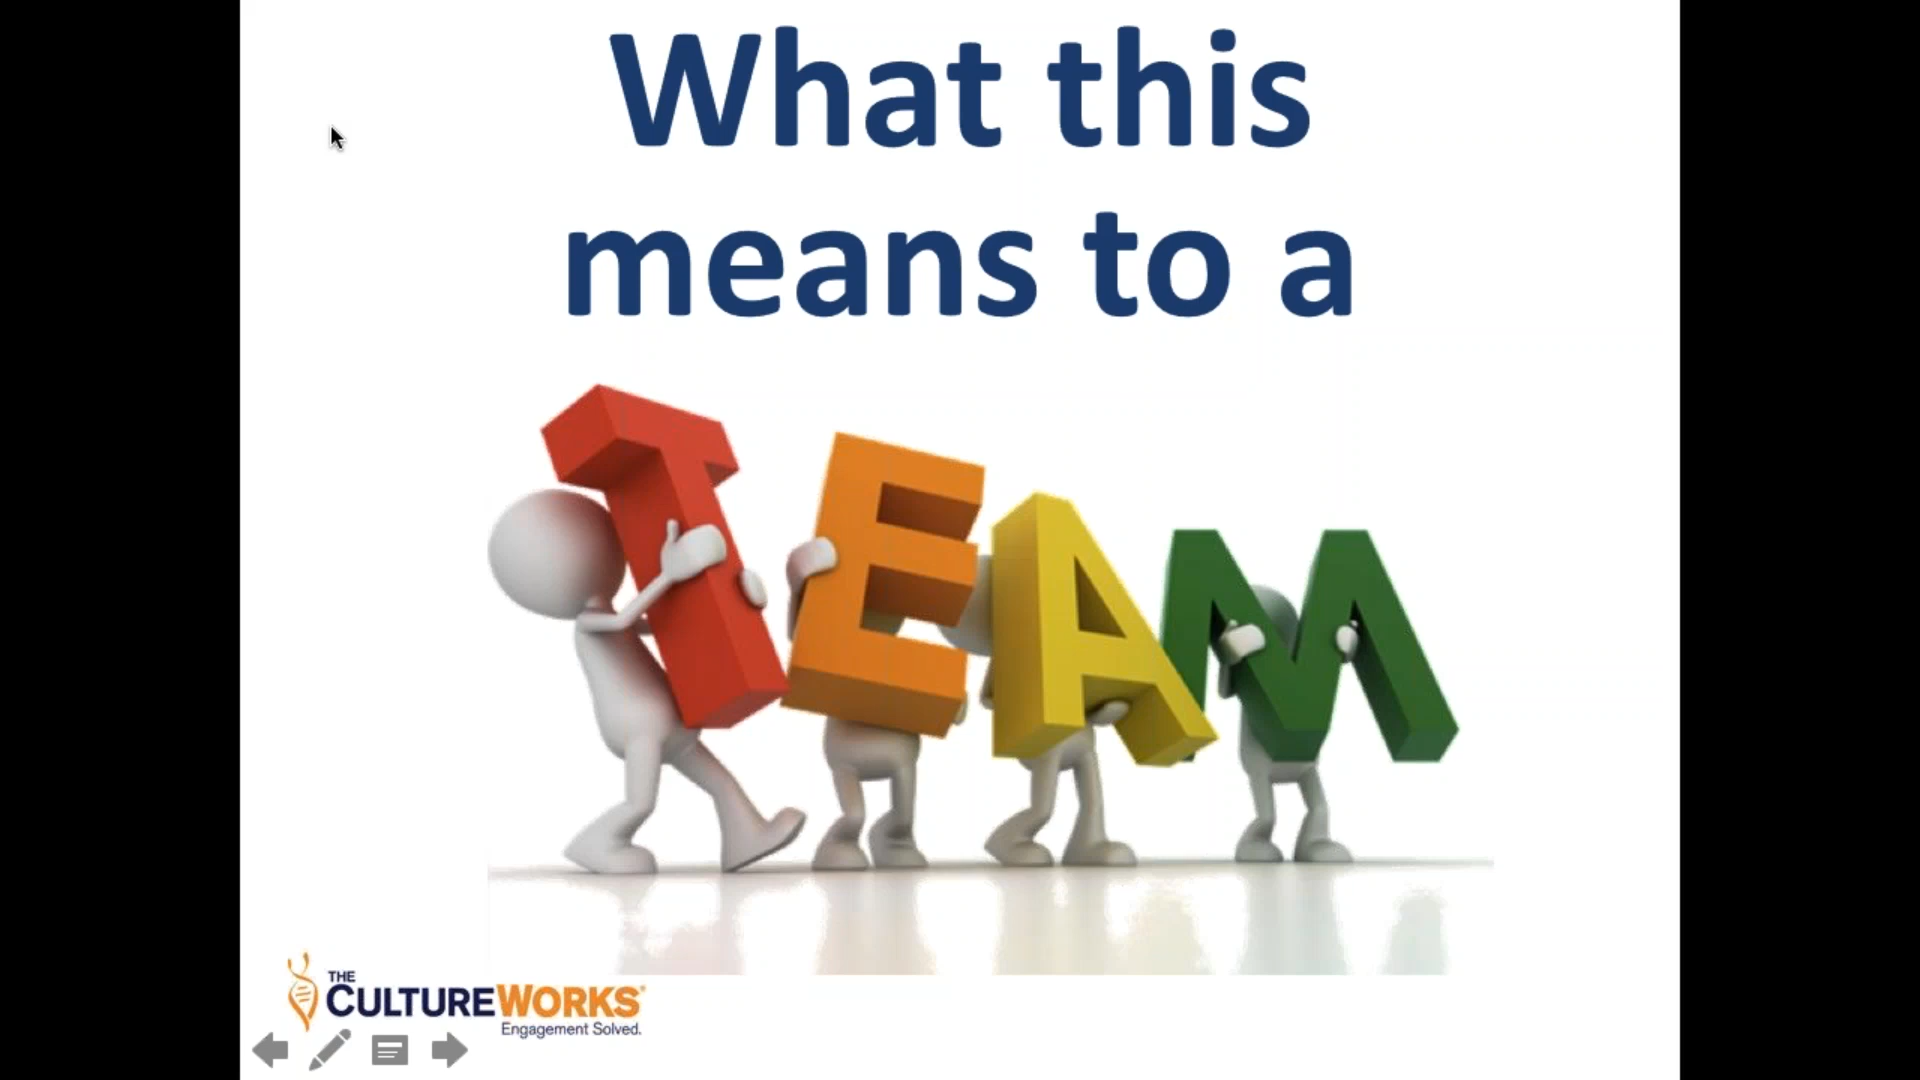 What this
means to a
TEAM
THE
CULTUREWORKS®
Engagement Solved.